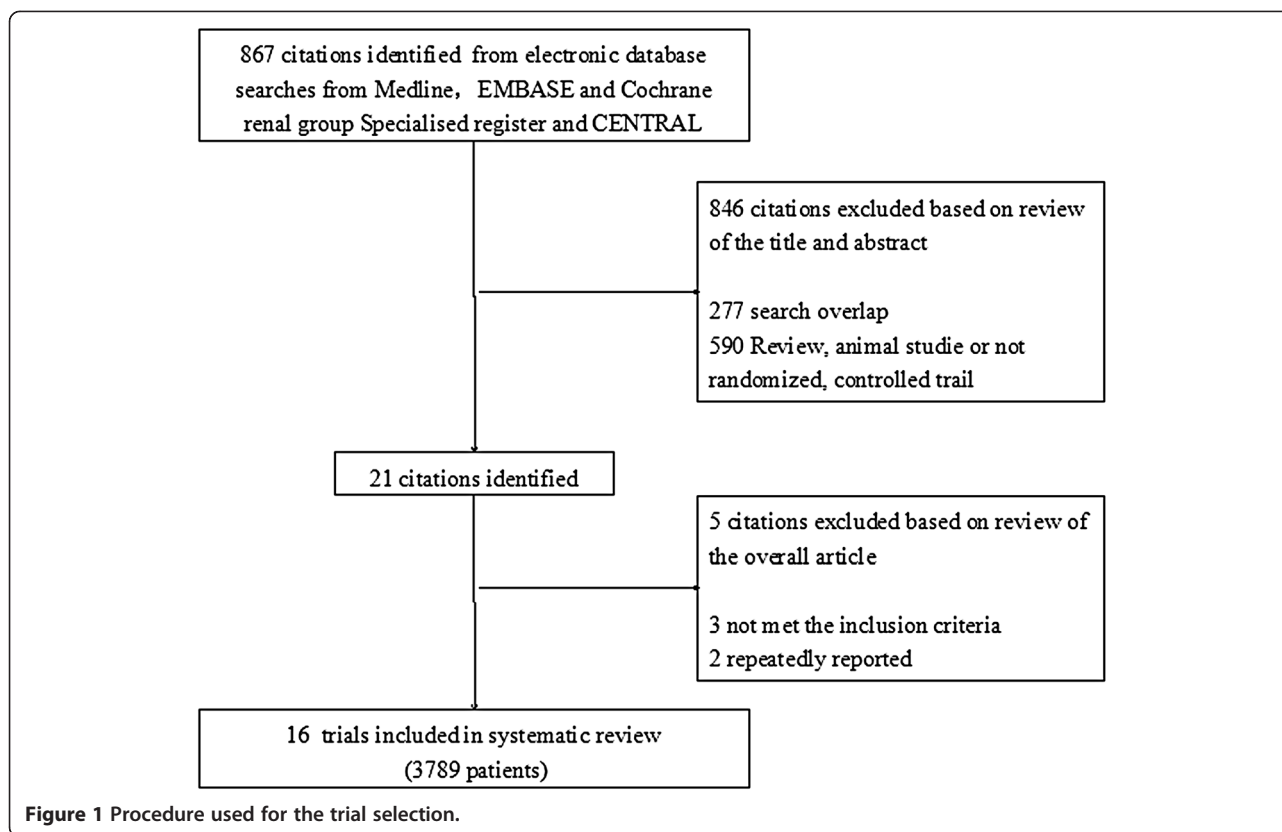 867 citations identified from electronic database
searches from Medline, EMBASE and Cochrane
renal group Specialised register and CENTRAL
846 citations excluded based on review
of the title and abstract
277 search overlap
590 Review, animal studie or not
randomized, controlled trail
21 citations identified
5 citations excluded based on review of
the overall article
3 not met the inclusion criteria
2 repeatedly reported
16 trials included in systematic review
(3789 patients)
Figure 1 Procedure used for the trial selection.